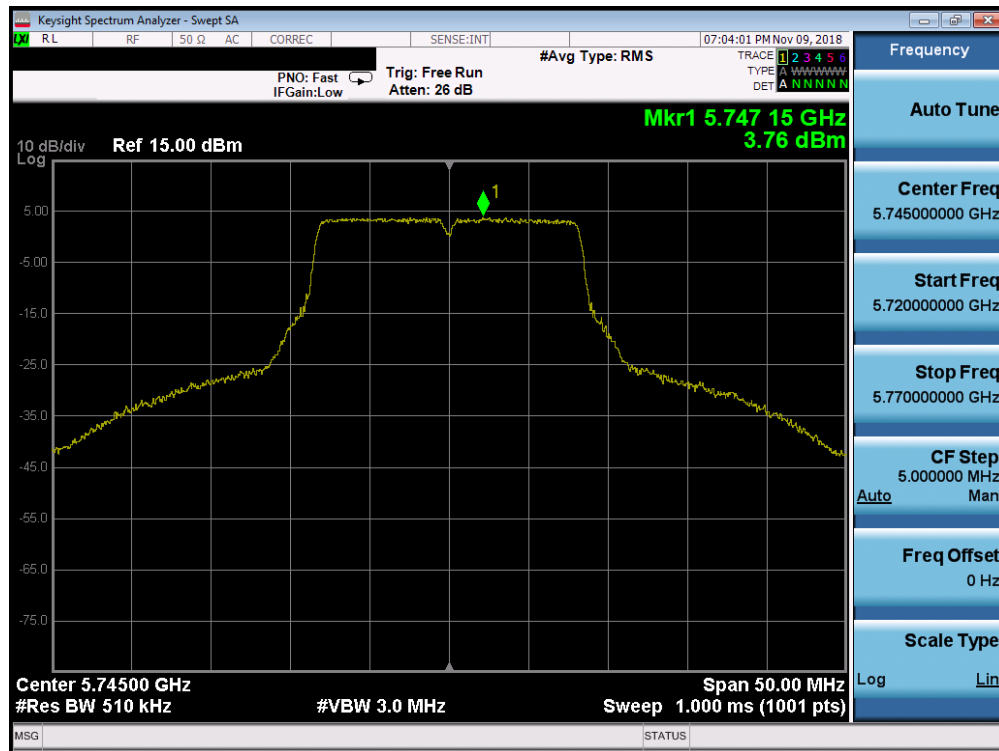 Keysight Spectrum Analyzer - Swept SA
LXI RL RF 50 Ω AC CORREC SENSE:INT 07:04:01 PM Nov 09, 2018
#Avg Type: RMS TRACE 1 2 3 4 5 6
PNO: Fast Trig: Free Run TYPE A WWWWW
IFGain:Low Atten: 26 dB DET A N N N N N
Mkr1 5.747 15 GHz
3.76 dBm
10 dB/div Ref 15.00 dBm
Log
1
5.00
-5.00
-15.0
-25.0
-35.0
-45.0
-55.0
-65.0
-75.0
Center 5.74500 GHz Span 50.00 MHz
#Res BW 510 kHz #VBW 3.0 MHz Sweep 1.000 ms (1001 pts)
MSG STATUS
Frequency
Auto Tune
Center Freq
5.745000000 GHz
Start Freq
5.720000000 GHz
Stop Freq
5.770000000 GHz
CF Step
5.000000 MHz
Auto Man
Freq Offset
0 Hz
Scale Type
Log Lin